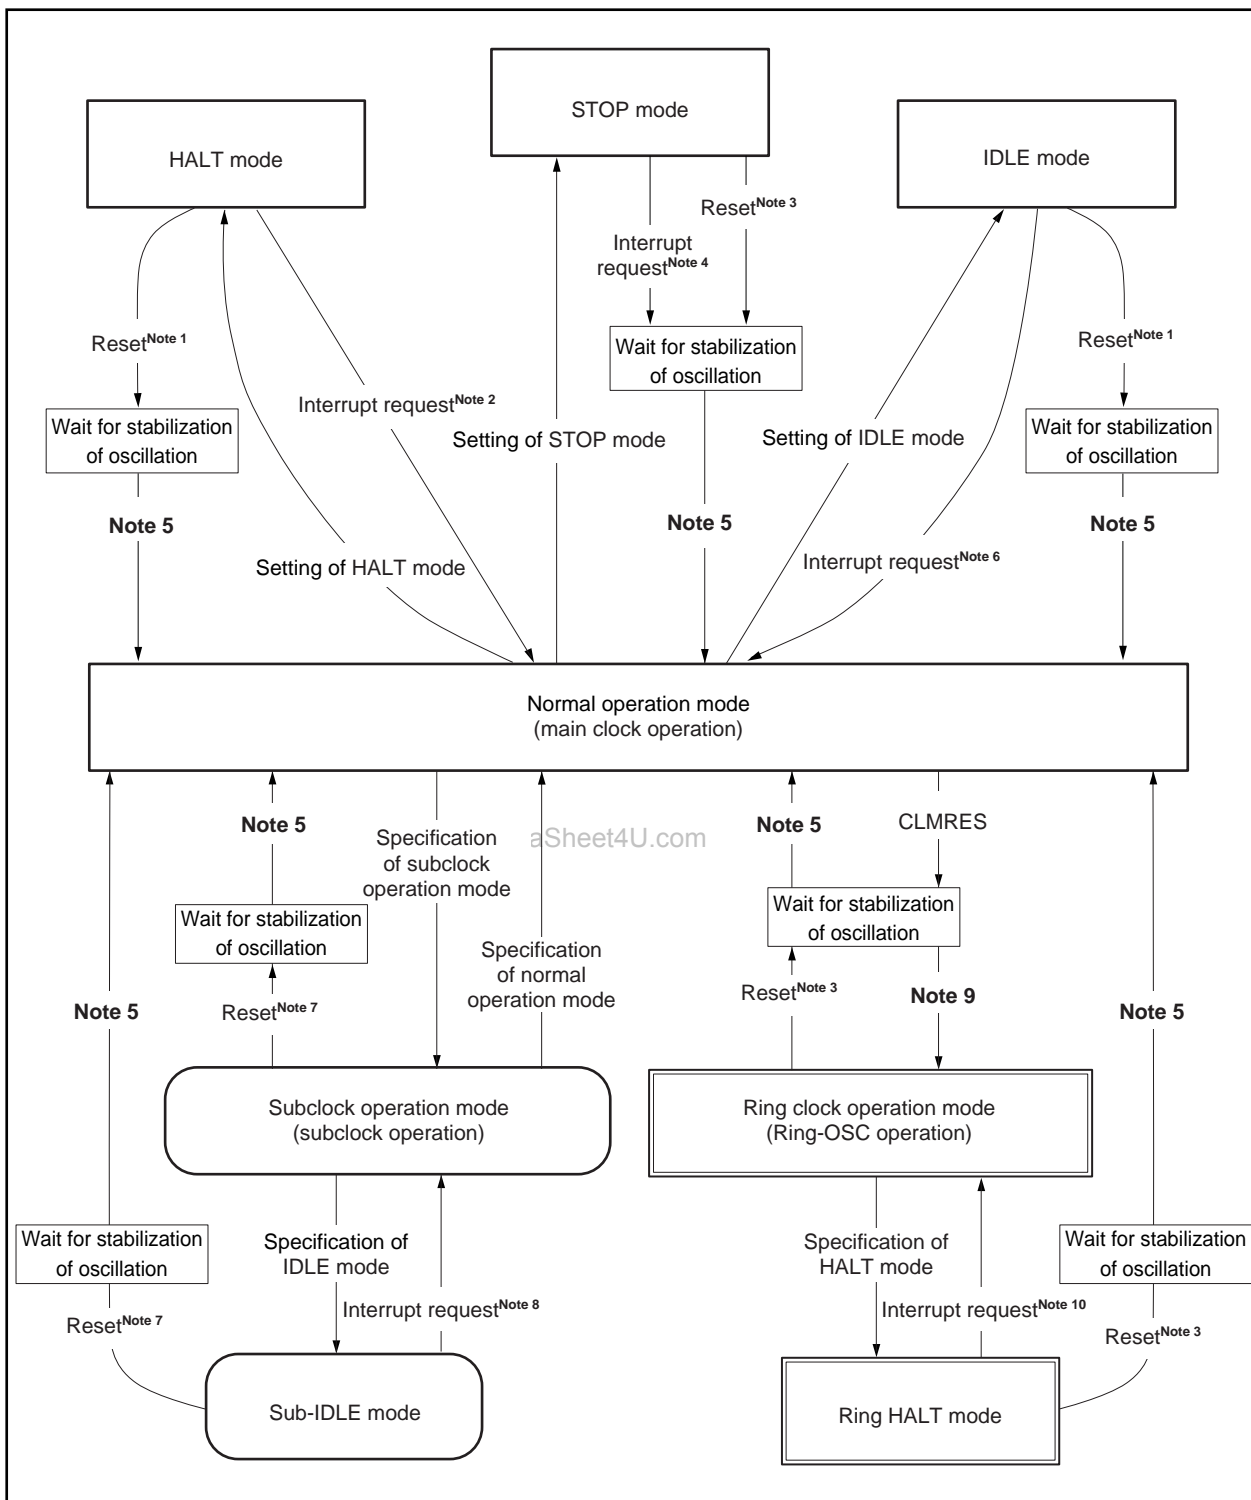 STOP mode
HALT mode
IDLE mode
Reset Note 3
Interrupt
request Note 4
Reset Note 1
Wait for stabilization
of oscillation
Reset Note 1
Interrupt request Note 2
Wait for stabilization
of oscillation
Setting of STOP mode
Setting of IDLE mode
Wait for stabilization
of oscillation
Note 5
Note 5
Note 5
Setting of HALT mode
Interrupt request Note 6
Normal operation mode
(main clock operation)
Note 5
Specification
of subclock
operation mode
aSheet4U.com
Note 5
CLMRES
Wait for stabilization
of oscillation
Wait for stabilization
of oscillation
Specification
of normal
operation mode
Note 5
Reset Note 7
Reset Note 3
Note 9
Note 5
Subclock operation mode
(subclock operation)
Ring clock operation mode
(Ring-OSC operation)
Wait for stabilization
of oscillation
Specification of
IDLE mode
Specification of
HALT mode
Wait for stabilization
of oscillation
Reset Note 7
Interrupt request Note 8
Interrupt request Note 10
Reset Note 3
Sub-IDLE mode
Ring HALT mode